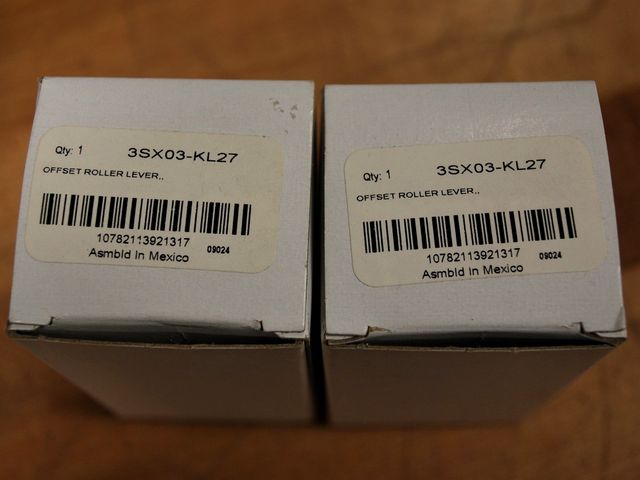 Qty: 1 3SX03-KL27
OFFSET ROLLER LEVER,,
10782113921317 09024
Asmbld In Mexico
Qty: 1 3SX03-KL27
OFFSET ROLLER LEVER,,
10782113921317 09024
Asmbld In Mexico